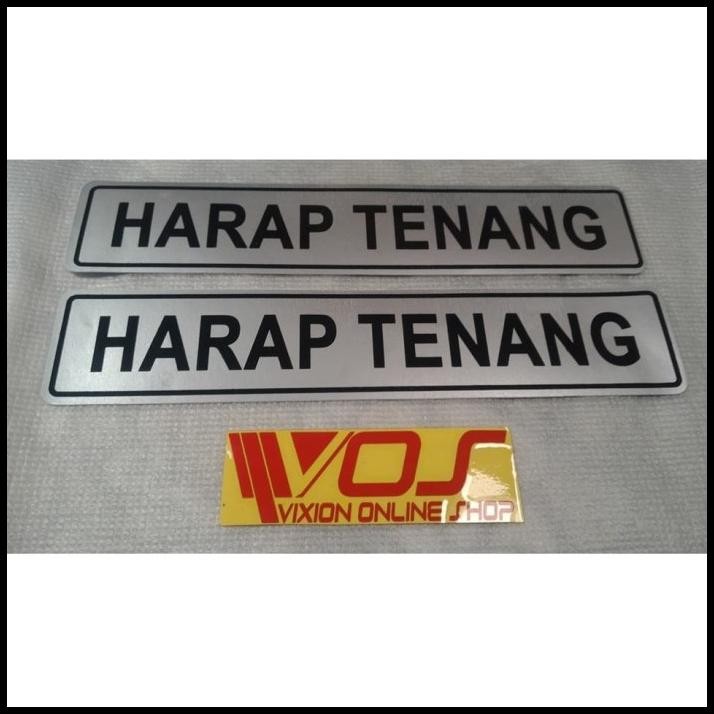 HARAP TENANG
HARAP TENANG
VOS
VIXION ONLINE SHOP